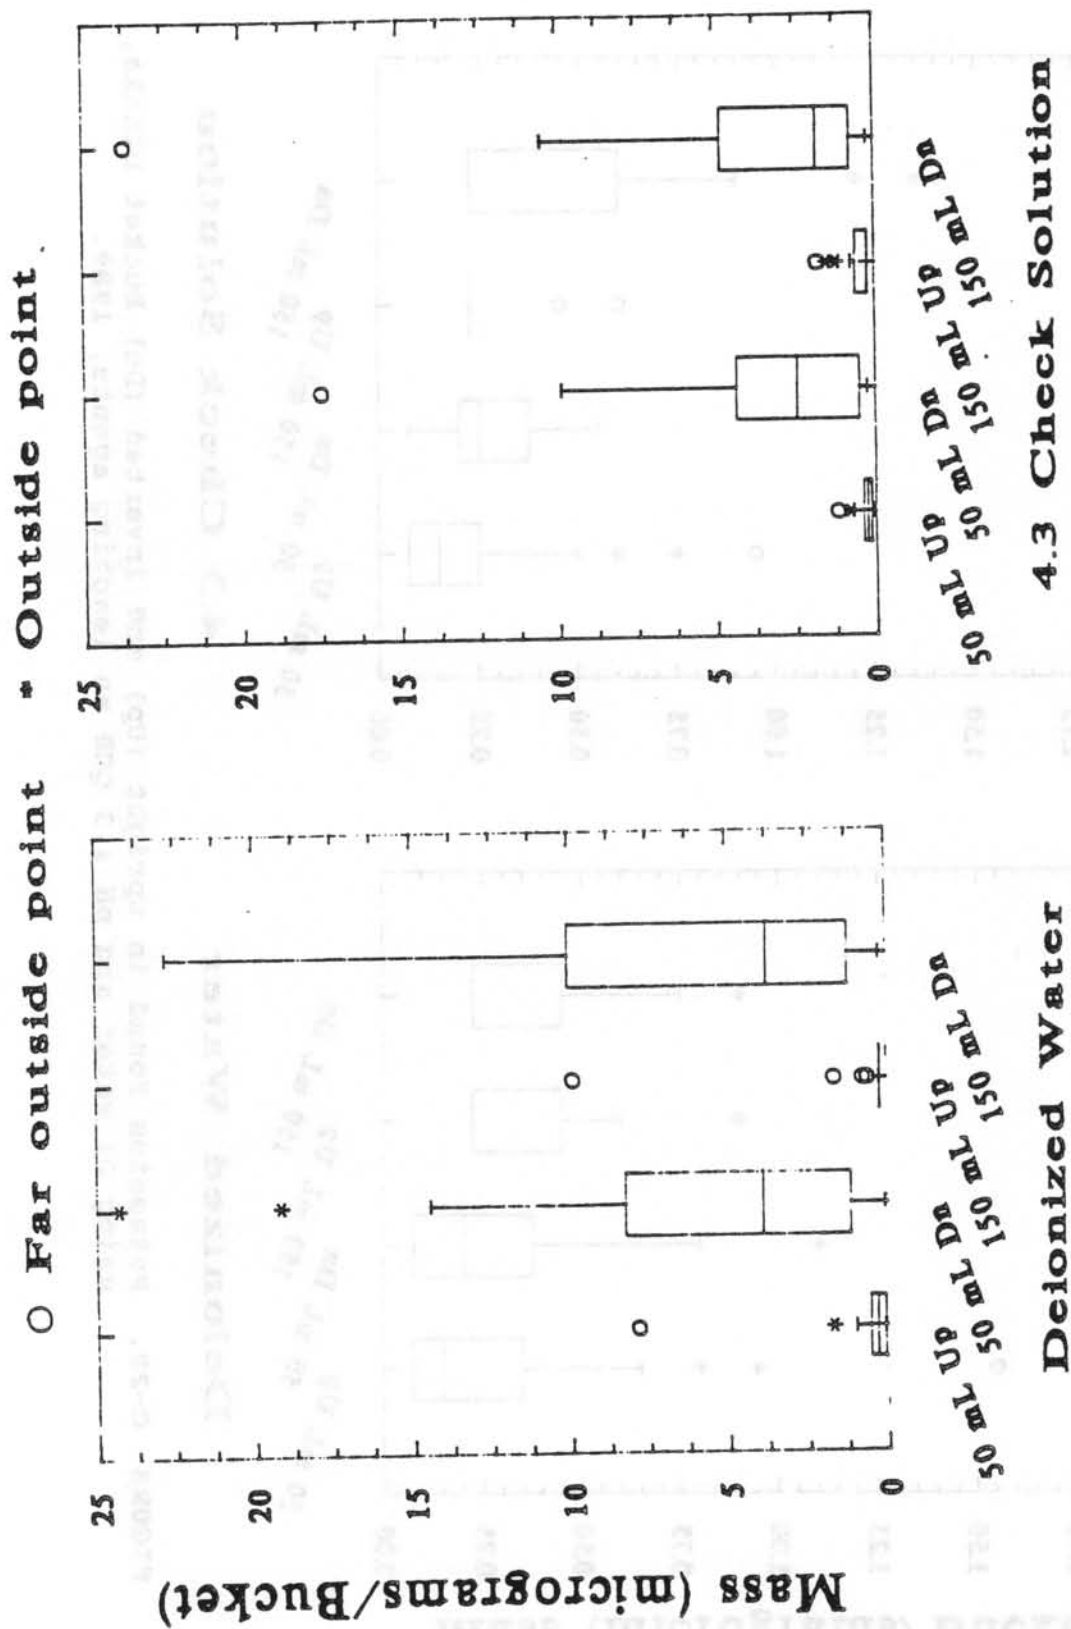 O Far outside point   * Outside point
Mass (micrograms/Bucket)
25
20
15
10
5
0
50 mL Up
50 mL Dn
150 mL Up
150 mL Dn
Deionized Water
25
20
15
10
5
0
50 mL Up
50 mL Dn
150 mL Up
150 mL Dn
4.3 Check Solution